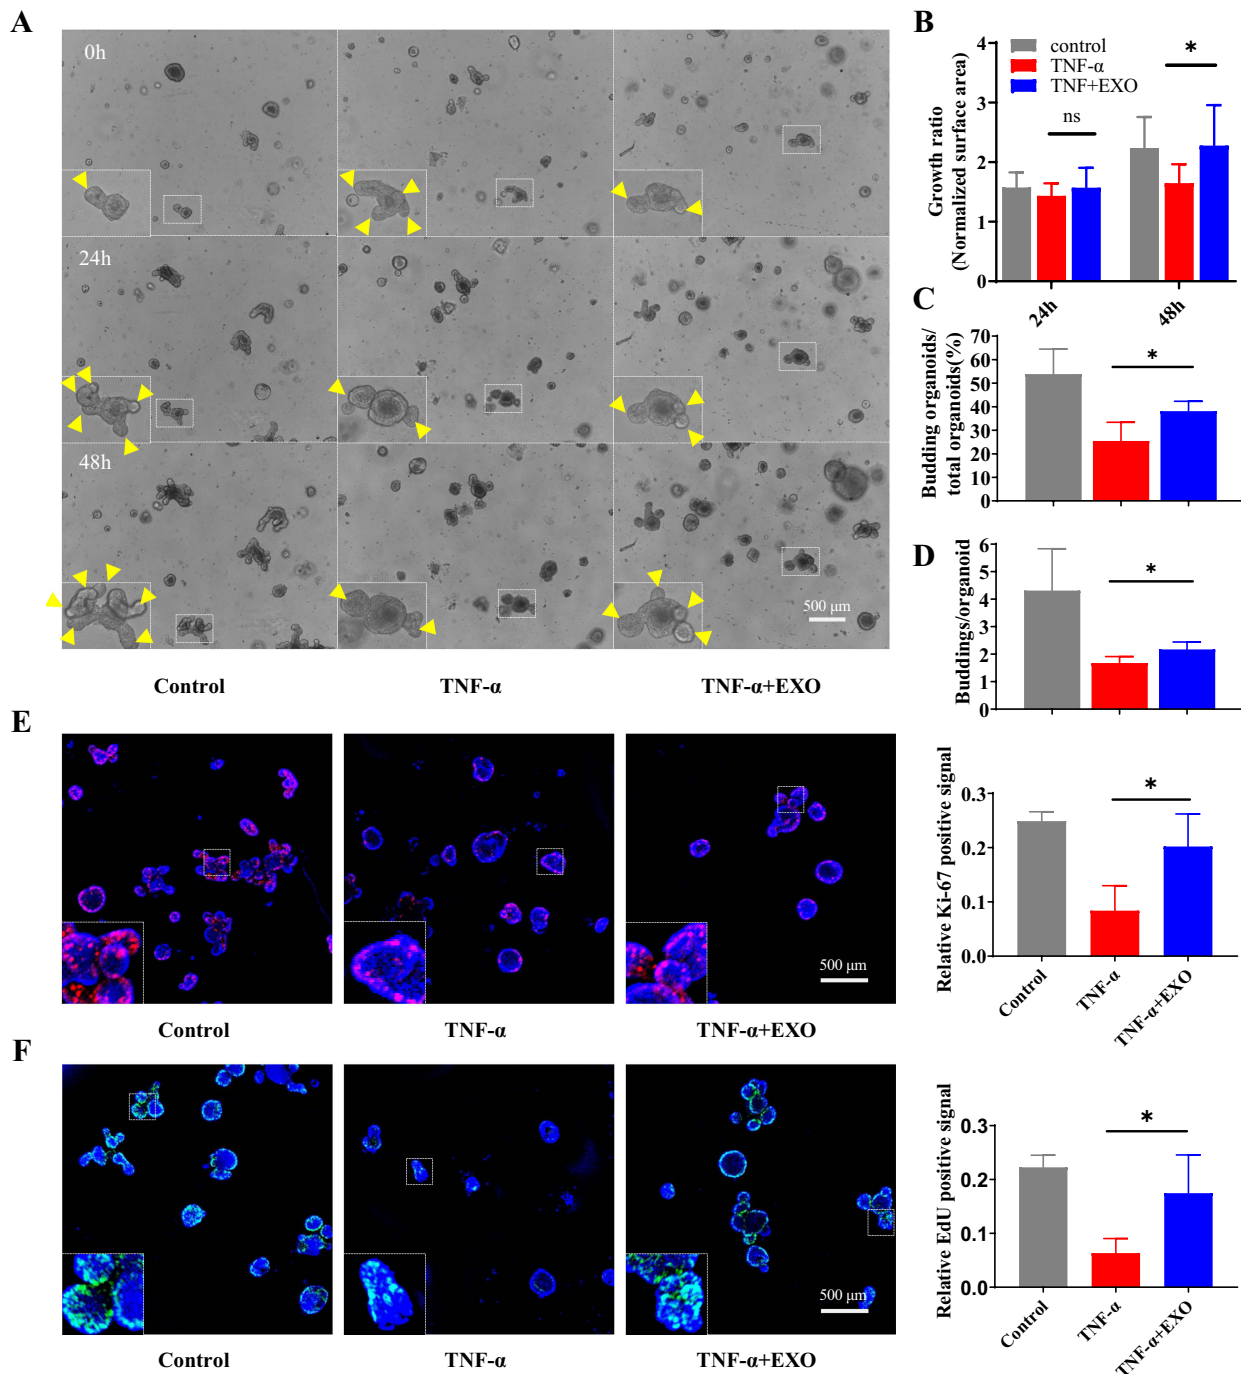 A
0h
24h
48h
500 μm
Control
TNF-α
TNF-α+EXO
B
control
TNF-α
TNF+EXO
ns
*
Growth ratio
(Normalized surface area)
4
3
2
1
0
24h
48h
C
Budding organoids/
total organoids(%)
70
60
50
40
30
20
10
0
*
D
Buddings/organoid
6
5
4
3
2
1
0
*
E
500 μm
Control
TNF-α
TNF-α+EXO
Relative Ki-67 positive signal
0.3
0.2
0.1
0.0
*
Control
TNF-α
TNF-α+EXO
F
500 μm
Control
TNF-α
TNF-α+EXO
Relative EdU positive signal
0.3
0.2
0.1
0.0
*
Control
TNF-α
TNF-α+EXO